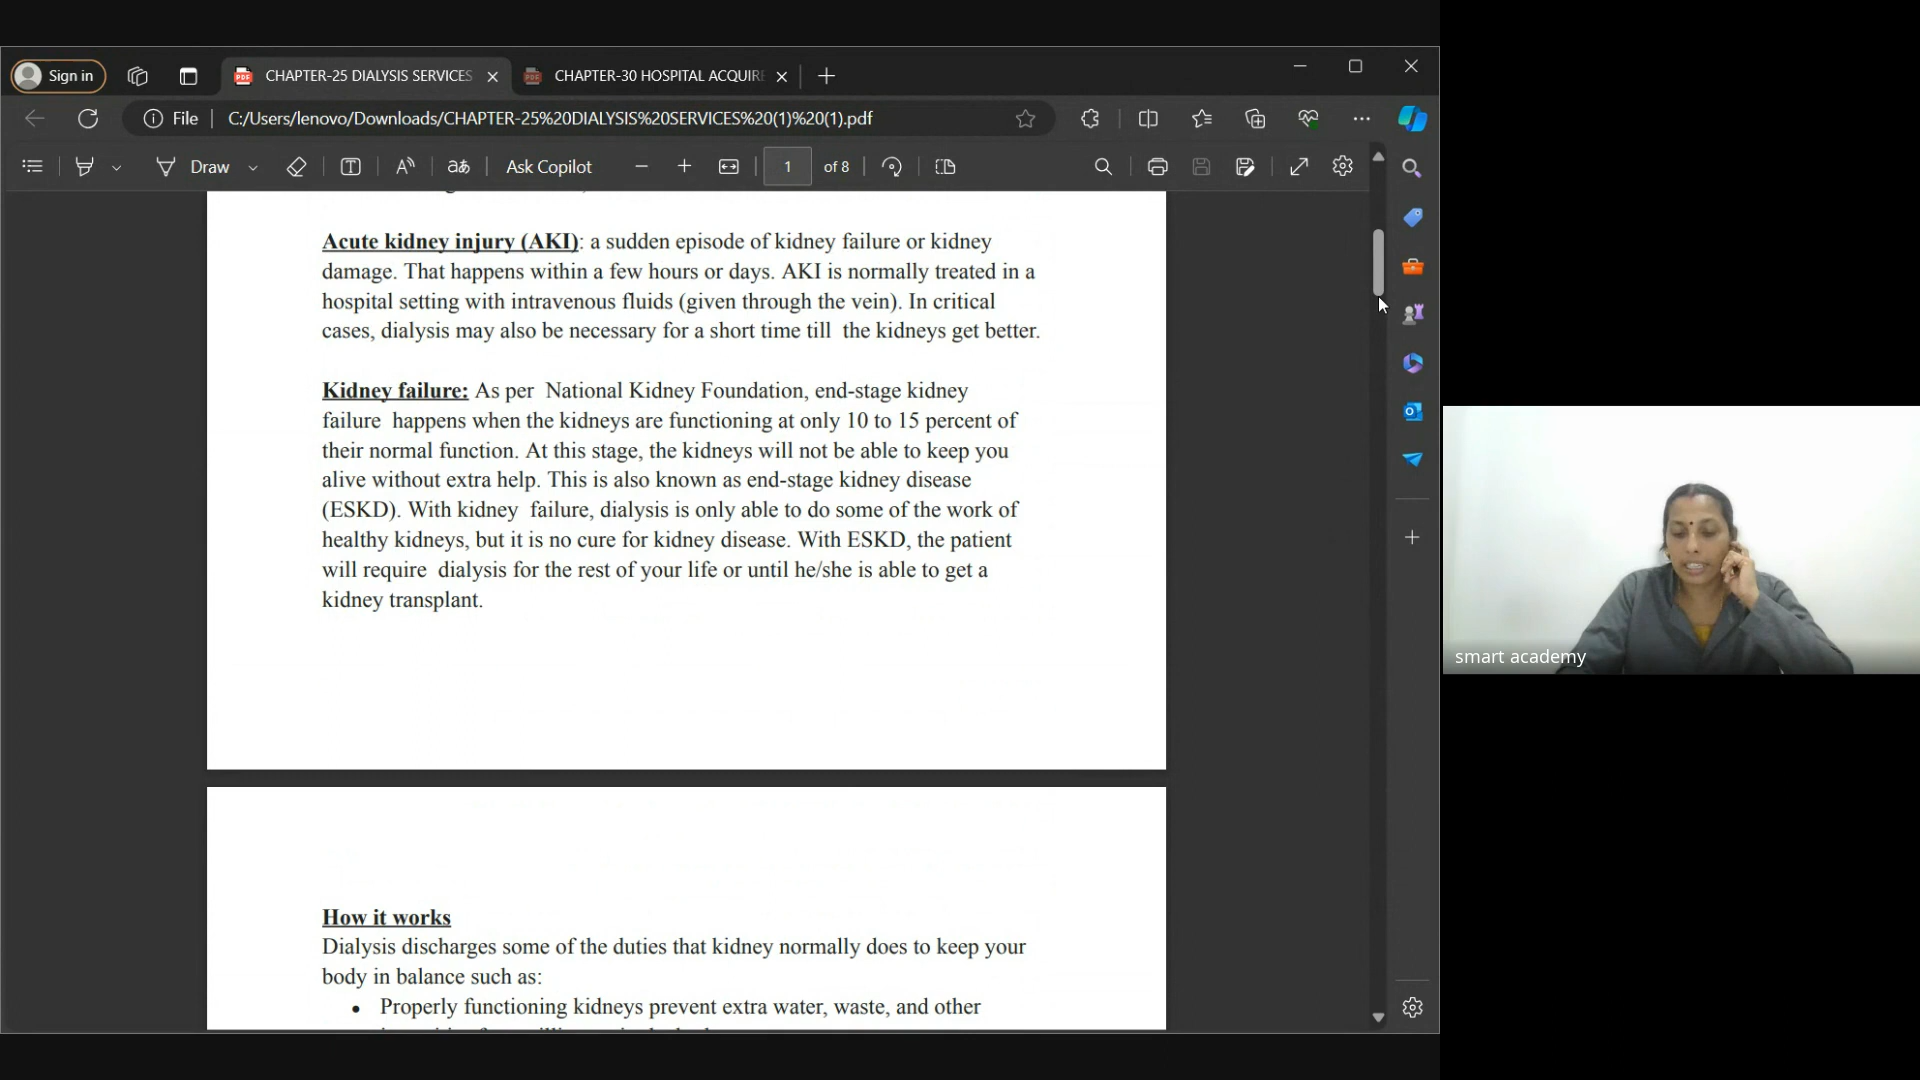 Sign in
CHAPTER-25 DIALYSIS SERVICES
CHAPTER-30 HOSPITAL ACQUIRE
File
C:/Users/lenovo/Downloads/CHAPTER-25%20DIALYSIS%20SERVICES%20(1)%20(1).pdf
Draw
Ask Copilot
1 of 8
Acute kidney injury (AKI): a sudden episode of kidney failure or kidney
damage. That happens within a few hours or days. AKI is normally treated in a
hospital setting with intravenous fluids (given through the vein). In critical
cases, dialysis may also be necessary for a short time till the kidneys get better.
Kidney failure: As per National Kidney Foundation, end-stage kidney
failure happens when the kidneys are functioning at only 10 to 15 percent of
their normal function. At this stage, the kidneys will not be able to keep you
alive without extra help. This is also known as end-stage kidney disease
(ESKD). With kidney failure, dialysis is only able to do some of the work of
healthy kidneys, but it is no cure for kidney disease. With ESKD, the patient
will require dialysis for the rest of your life or until he/she is able to get a
kidney transplant.
How it works
Dialysis discharges some of the duties that kidney normally does to keep your
body in balance such as:
• Properly functioning kidneys prevent extra water, waste, and other
smart academy